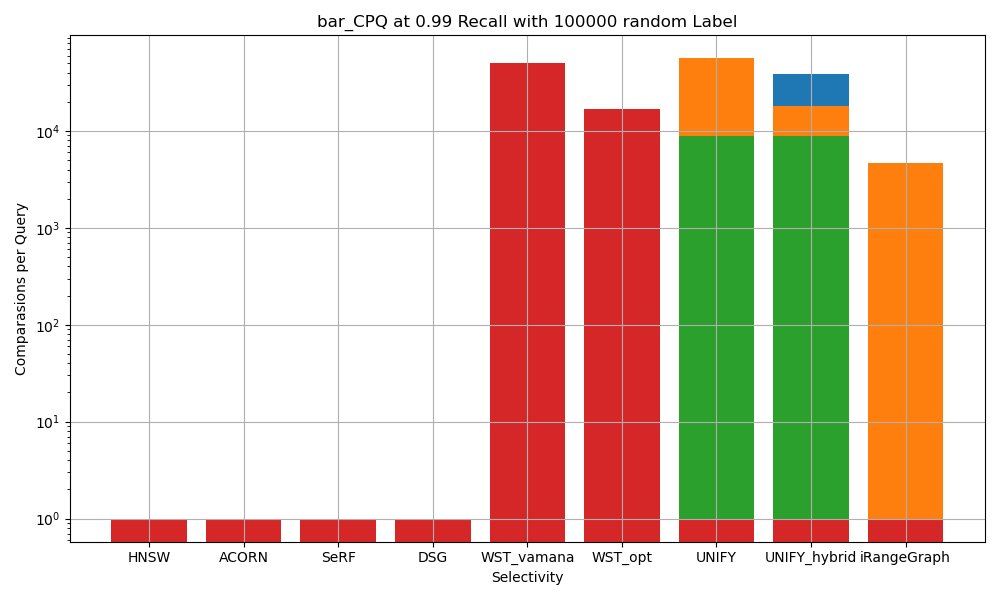 bar_CPQ at 0.99 Recall with 100000 random Label
Comparasions per Query
10^4
10^3
10^2
10^1
10^0
HNSW ACORN SeRF DSG WST_vamana WST_opt UNIFY UNIFY_hybrid iRangeGraph
Selectivity